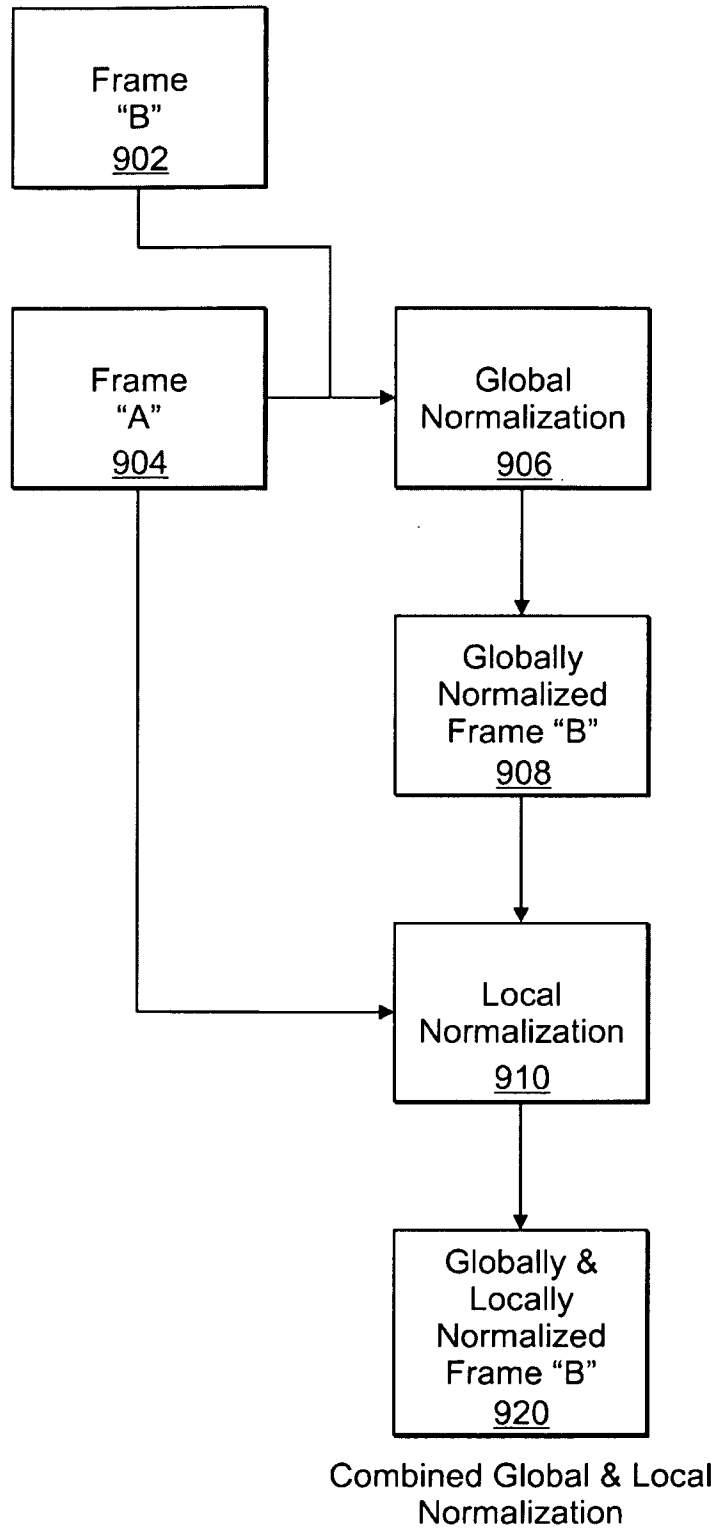 Frame
“B”
902
Frame
“A”
904
Global
Normalization
906
Globally
Normalized
Frame “B”
908
Local
Normalization
910
Globally &
Locally
Normalized
Frame “B”
920
Combined Global & Local
Normalization